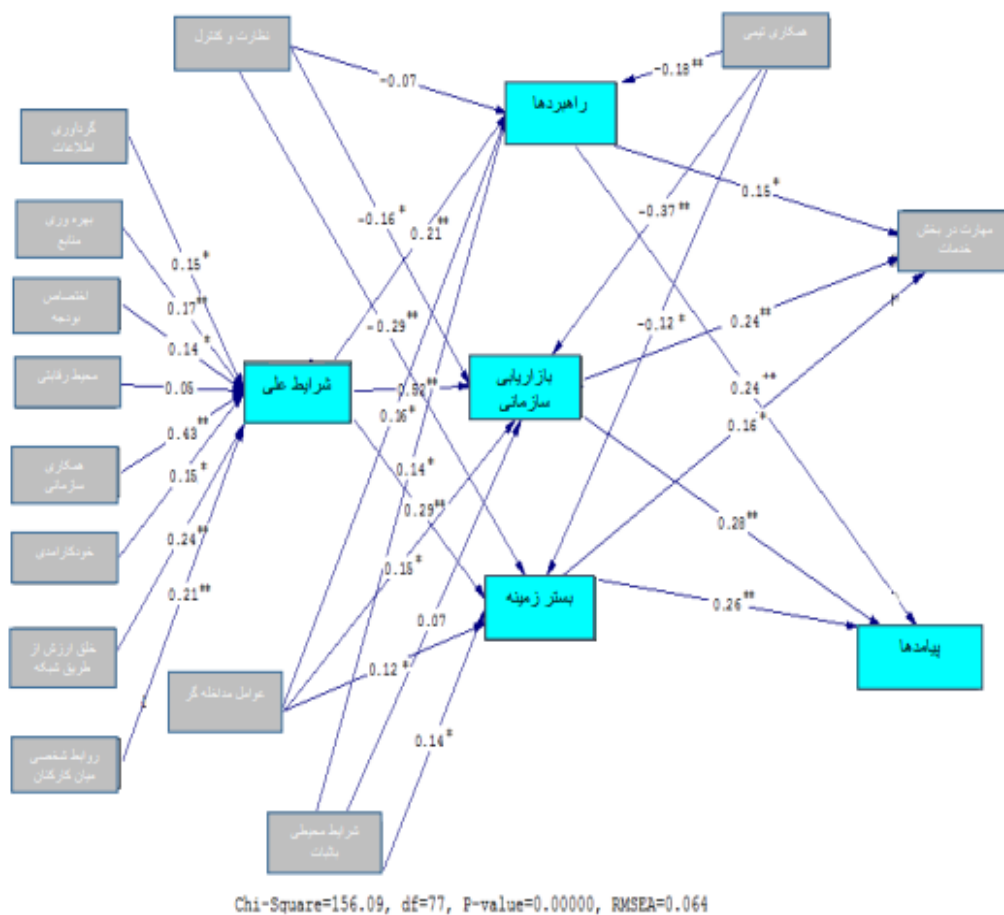 نظارت و کنترل
همکاری تیمی
-0.07
-0.18**
راهبردها
گردآوری
اطلاعات
0.15*
-0.16*
0.21**
-0.37**
0.15*
مهارت در بخش
خدمات
بهره وری
منابع
0.17**
اختصاص
بودجه
0.14*
-0.29**
-0.12*
0.24**
محیط رقابتی
0.05
شرایط علی
بازاریابی
سازمانی
0.24**
0.43**
0.16*
0.16*
همکاری
سازمانی
0.15*
0.14*
0.29**
0.28**
خودکارامدی
0.24**
0.15*
0.21**
بستر زمینه
0.26**
0.07
خلق ارزش از
طریق شبکه
پیامدها
0.12*
عوامل مداخله گر
روابط شخصی
میان کارکنان
0.14*
شرایط محیطی
باثبات
Chi-Square=156.09, df=77, P-value=0.00000, RMSEA=0.064